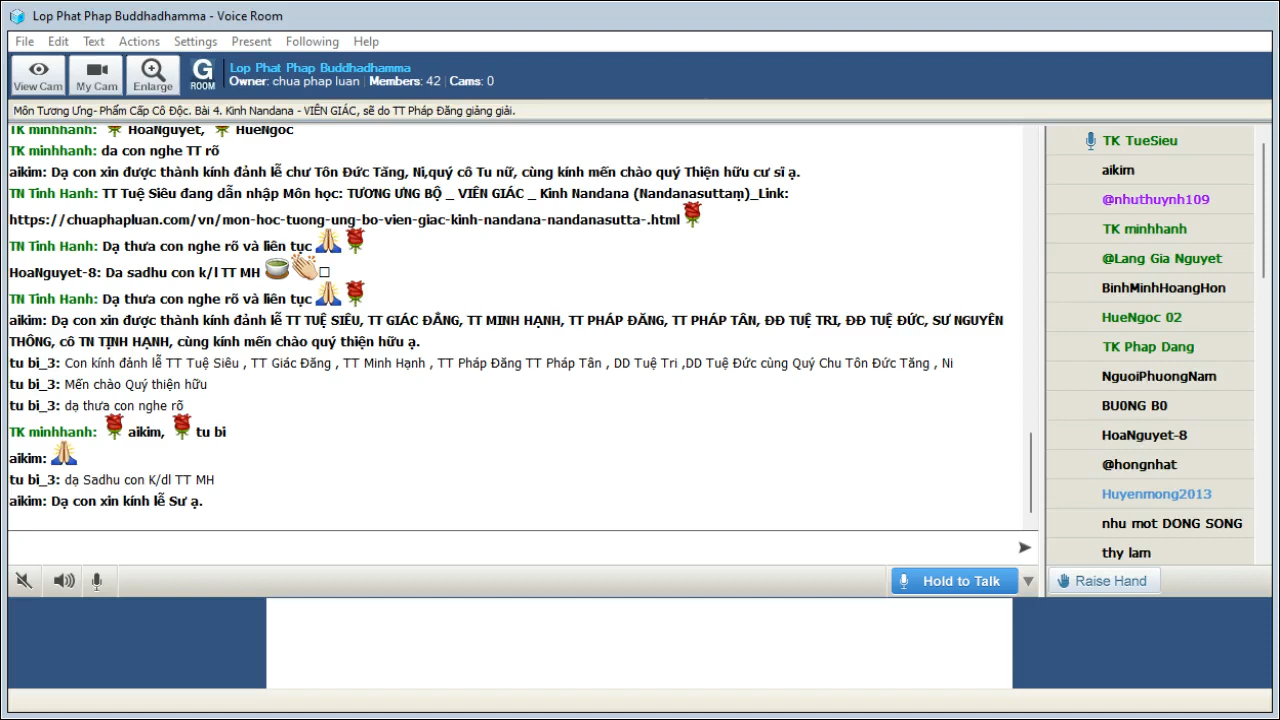 Lop Phat Phap Buddhadhamma - Voice Room
File Edit Text Actions Settings Present Following Help
View Cam My Cam Enlarge G ROOM
Lop Phat Phap Buddhadhamma
Owner: chua phap luan Members: 42 Cams: 0
Môn Tương Ưng- Phẩm Cấp Cô Độc. Bài 4. Kinh Nandana - VIÊN GIÁC, sẽ do TT Pháp Đăng giảng giải.
TK minhhanh: HoaNguyet, HueNgoc
TK minhhanh: da con nghe TT rõ
aikim: Dạ con xin được thành kính đảnh lễ chư Tôn Đức Tăng, Ni,quý cô Tu nữ, cùng kính mến chào quý Thiện hữu cư sĩ ạ.
TN Tinh Hanh: TT Tuệ Siêu đang dẫn nhập Môn học: TƯƠNG ƯNG BỘ _ VIÊN GIÁC _ Kinh Nandana (Nandanasuttaṃ)_Link:
https://chuaphapluan.com/vn/mon-hoc-tuong-ung-bo-vien-giac-kinh-nandana-nandanasutta-.html
TN Tinh Hanh: Dạ thưa con nghe rõ và liên tục
HoaNguyet-8: Da sadhu con k/l TT MH
TN Tinh Hanh: Dạ thưa con nghe rõ và liên tục
aikim: Dạ con xin được thành kính đảnh lễ TT TUỆ SIÊU, TT GIÁC ĐẲNG, TT MINH HẠNH, TT PHÁP ĐĂNG, TT PHÁP TÂN, ĐĐ TUỆ TRI, ĐĐ TUỆ ĐỨC, SƯ NGUYÊN
THÔNG, cô TN TỊNH HẠNH, cùng kính mến chào quý thiện hữu ạ.
tu bi_3: Con kính đảnh lễ TT Tuệ Siêu , TT Giác Đăng , TT Minh Hạnh , TT Pháp Đăng TT Pháp Tân , DD Tuệ Tri ,DD Tuệ Đức cùng Quý Chu Tôn Đức Tăng , Ni
tu bi_3: Mến chào Quý thiện hữu
tu bi_3: dạ thưa con nghe rõ
TK minhhanh: aikim, tu bi
aikim:
tu bi_3: dạ Sadhu con K/dl TT MH
aikim: Dạ con xin kính lễ Sư ạ.
Hold to Talk
TK TueSieu
aikim
@nhuthuynh109
TK minhhanh
@Lang Gia Nguyet
BinhMinhHoangHon
HueNgoc 02
TK Phap Dang
NguoiPhuongNam
BU0NG B0
HoaNguyet-8
@hongnhat
Huyenmong2013
nhu mot DONG SONG
thy lam
Raise Hand